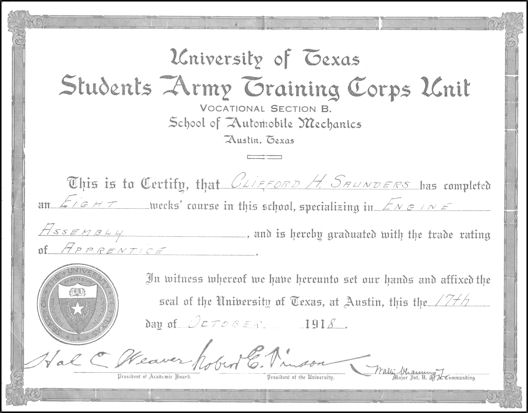 University of Texas
Students Army Training Corps Unit
Vocational Section B.
School of Automobile Mechanics
Austin, Texas
This is to Certify, that Clifford H. Saunders has completed
an Eight weeks' course in this school, specializing in Engine
Assembly, and is hereby graduated with the trade rating
of Apprentice.
In witness whereof we have hereunto set our hands and affixed the
seal of the University of Texas, at Austin, this the 17th
day of October 1918.
Hal C. Weaver Robert E. Vinson
President of Academic Board. President of the University. Major Inf. Commanding